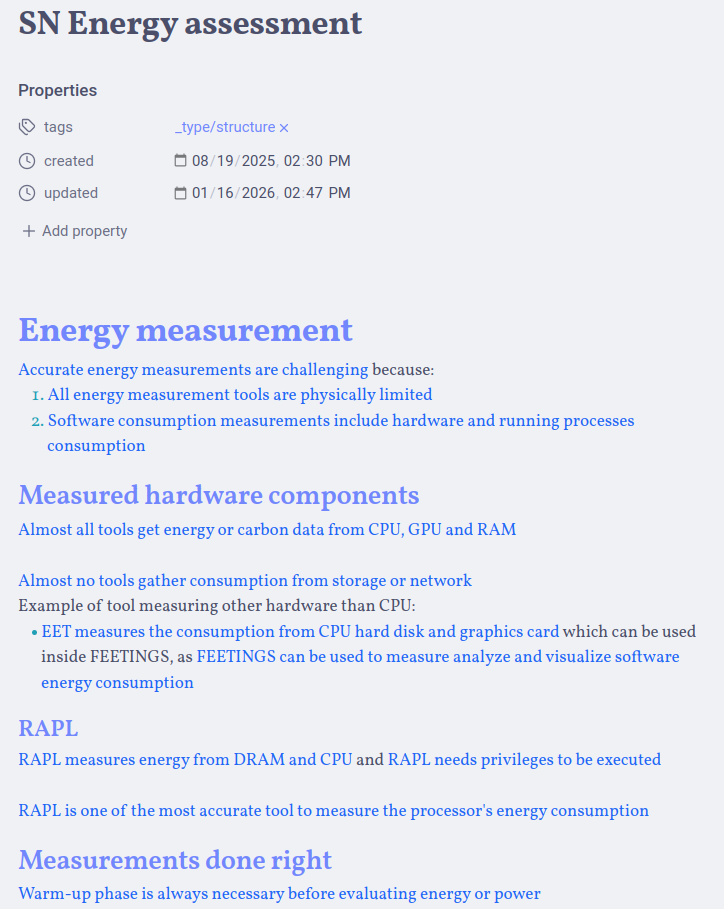 SN Energy assessment
Properties
tags _type/structure ×
created 08/19/2025, 02:30 PM
updated 01/16/2026, 02:47 PM
+ Add property
Energy measurement
Accurate energy measurements are challenging because:
1. All energy measurement tools are physically limited
2. Software consumption measurements include hardware and running processes
consumption
Measured hardware components
Almost all tools get energy or carbon data from CPU, GPU and RAM
Almost no tools gather consumption from storage or network
Example of tool measuring other hardware than CPU:
• EET measures the consumption from CPU hard disk and graphics card which can be used
inside FEETINGS, as FEETINGS can be used to measure analyze and visualize software
energy consumption
RAPL
RAPL measures energy from DRAM and CPU and RAPL needs privileges to be executed
RAPL is one of the most accurate tool to measure the processor's energy consumption
Measurements done right
Warm-up phase is always necessary before evaluating energy or power